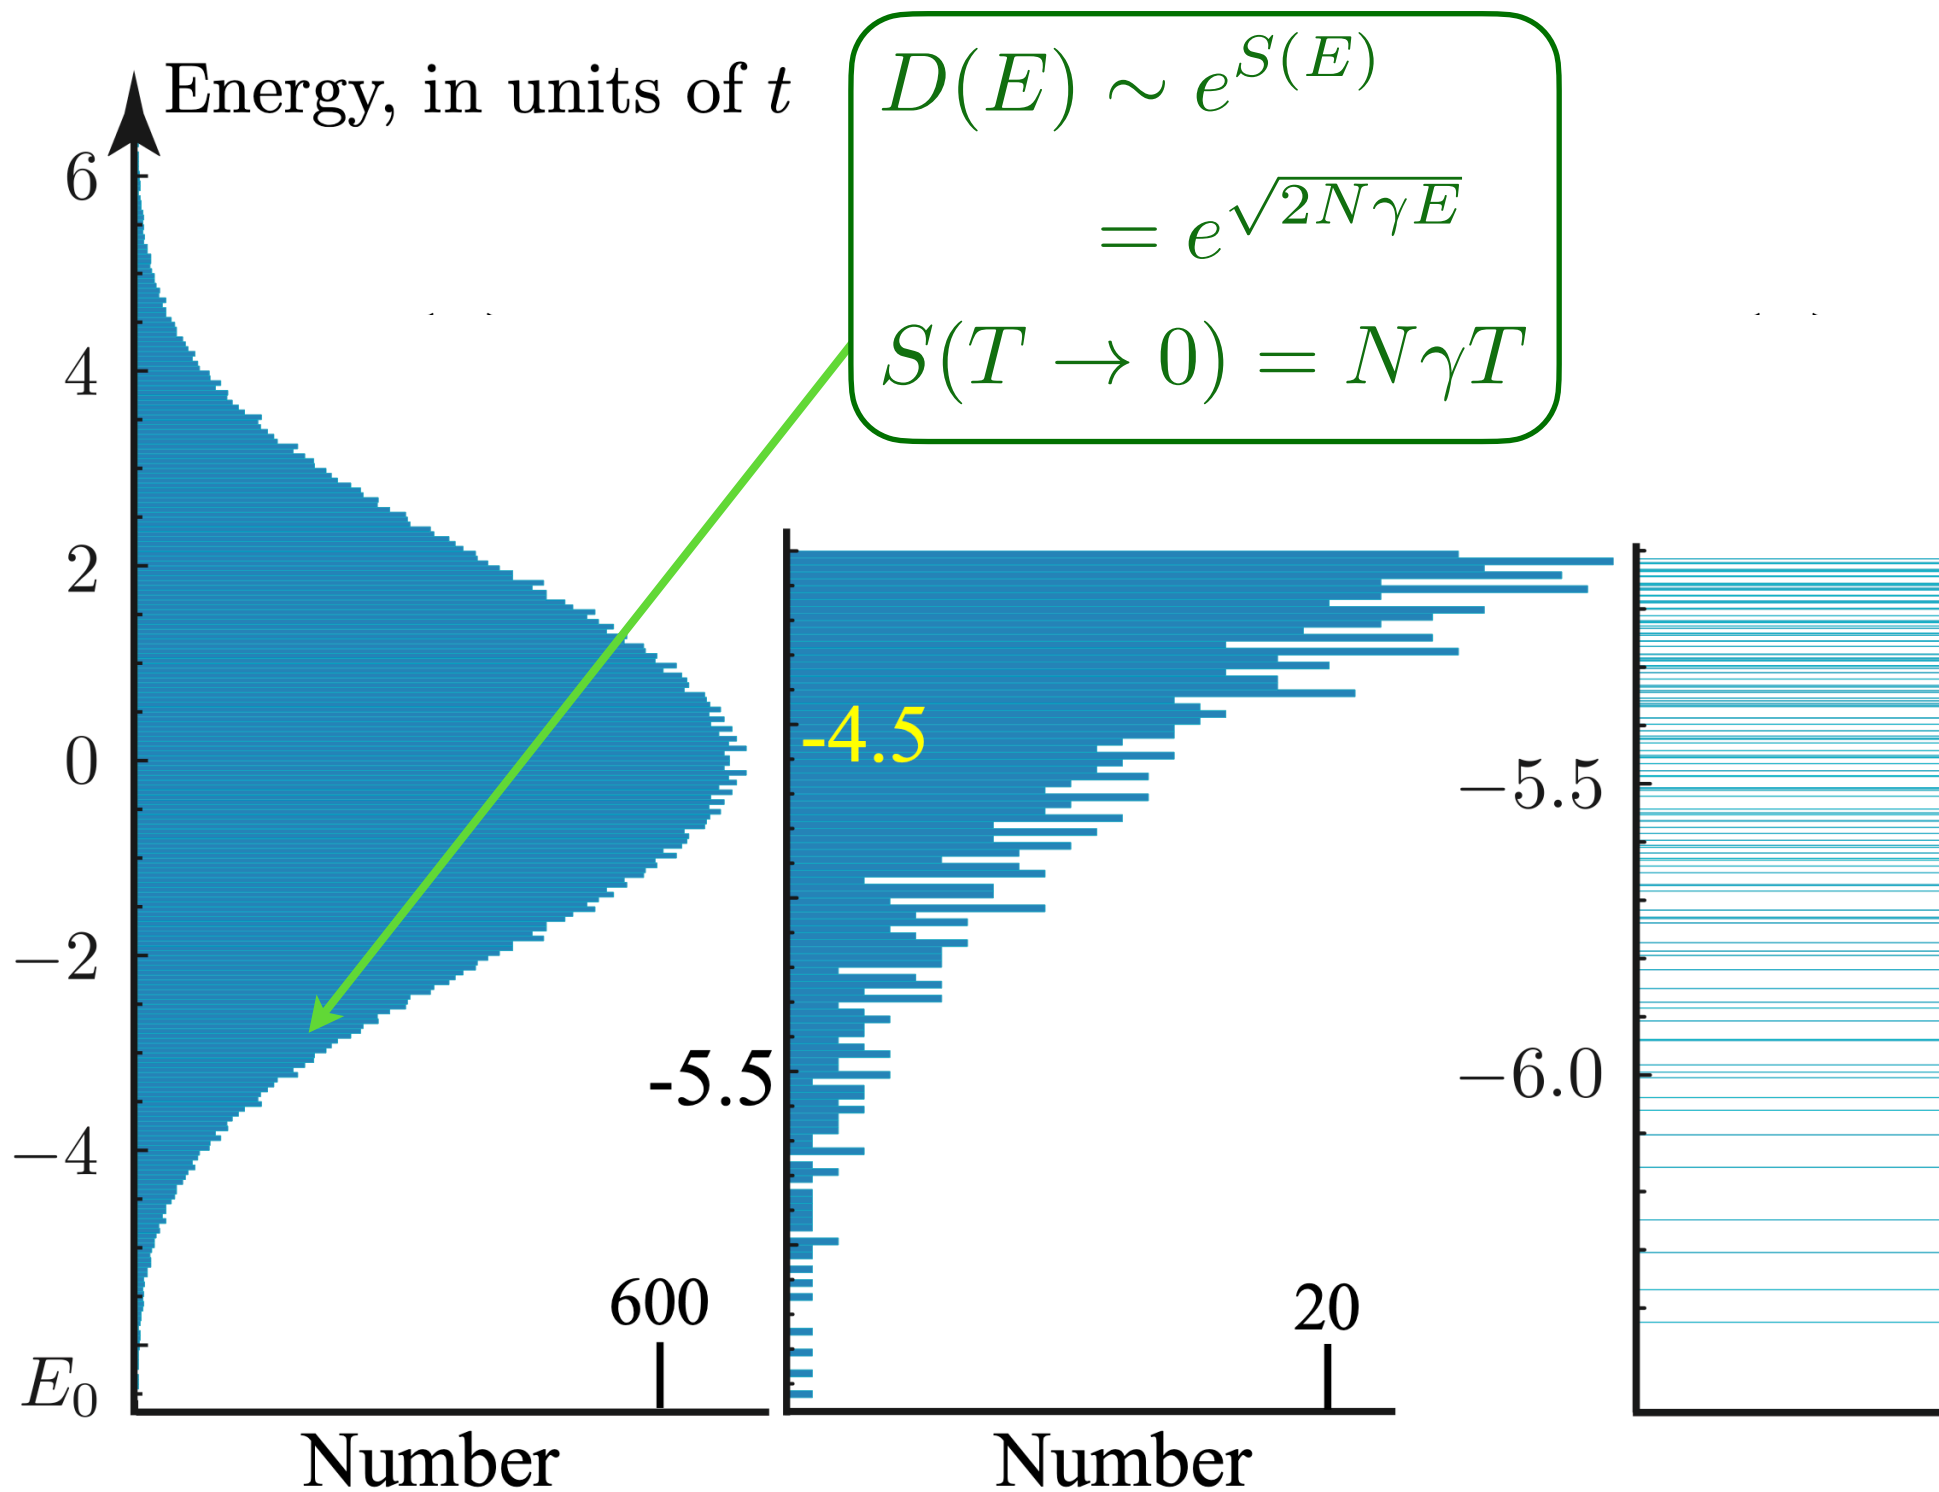 Energy, in units of t
D(E) ∼ e^{S(E)}
= e^{√(2NγE)}
S(T → 0) = NγT
6
4
2
0
−2
−4
E₀
600
Number
-4.5
-5.5
20
Number
−5.5
−6.0